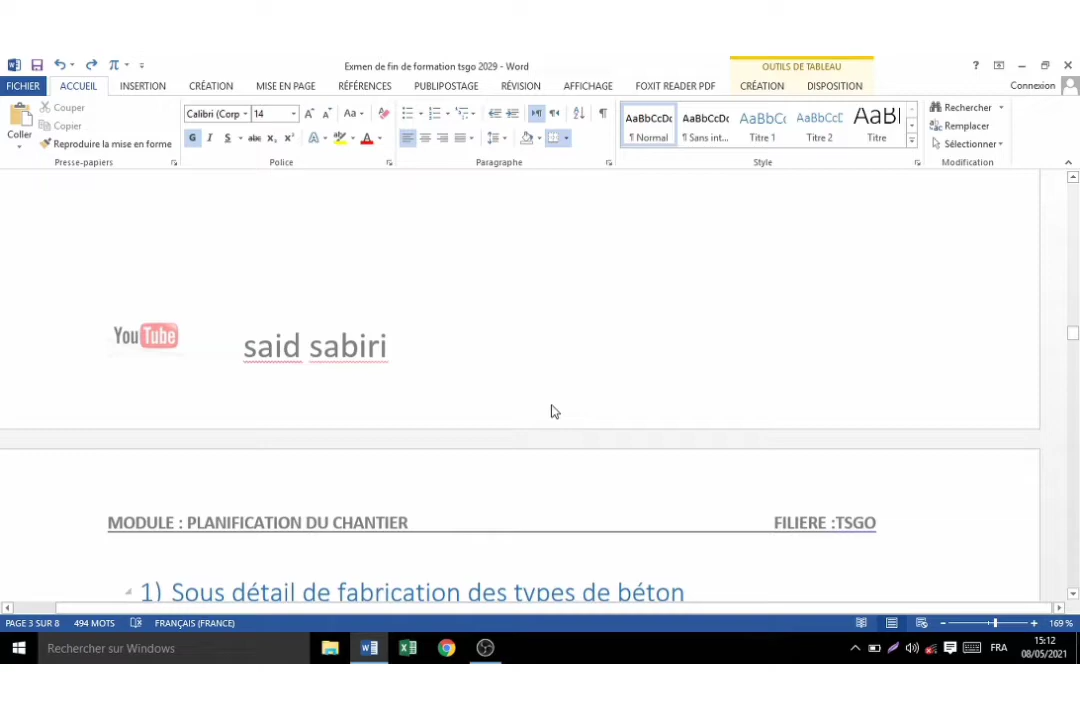 Exmen de fin de formation tsgo 2029 - Word
OUTILS DE TABLEAU
?
FICHIER ACCUEIL INSERTION CRÉATION MISE EN PAGE RÉFÉRENCES PUBLIPOSTAGE RÉVISION AFFICHAGE FOXIT READER PDF CRÉATION DISPOSITION Connexion
Coller
Couper
Copier
Reproduire la mise en forme
Presse-papiers
Calibri (Corp 14
Aa
G I S abc x₂ x² A A
Police
Paragraphe
AaBbCcDc AaBbCcDc AaBbCc AaBbCcD AaBl
¶ Normal ¶ Sans int... Titre 1 Titre 2 Titre
Style
Rechercher
Remplacer
Sélectionner
Modification
YouTube said sabiri
MODULE : PLANIFICATION DU CHANTIER FILIERE :TSGO
1) Sous détail de fabrication des types de béton
PAGE 3 SUR 8 494 MOTS FRANÇAIS (FRANCE) 169 %
Rechercher sur Windows
FRA
15:12
08/05/2021